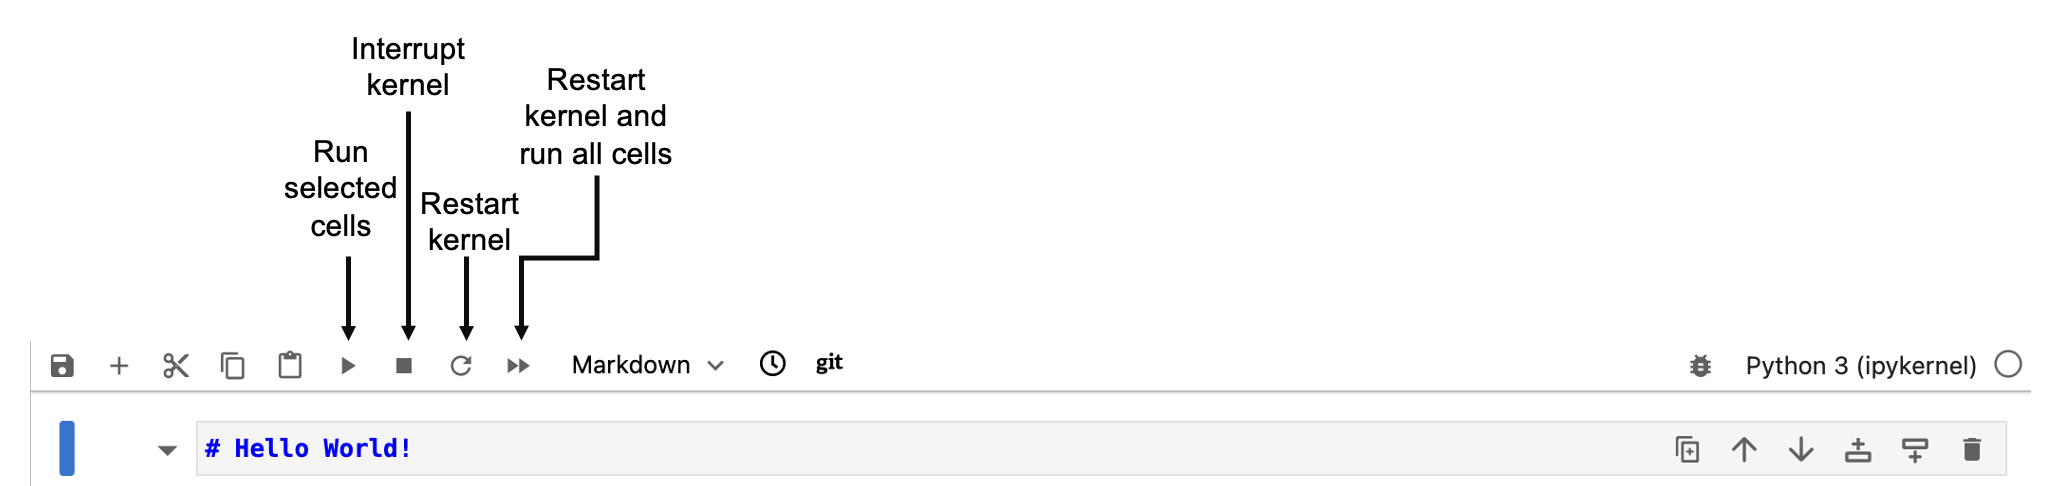 Interrupt
kernel
Restart
kernel and
run all cells
Run
selected
cells
Restart
kernel
Markdown
git
Python 3 (ipykernel)
# Hello World!